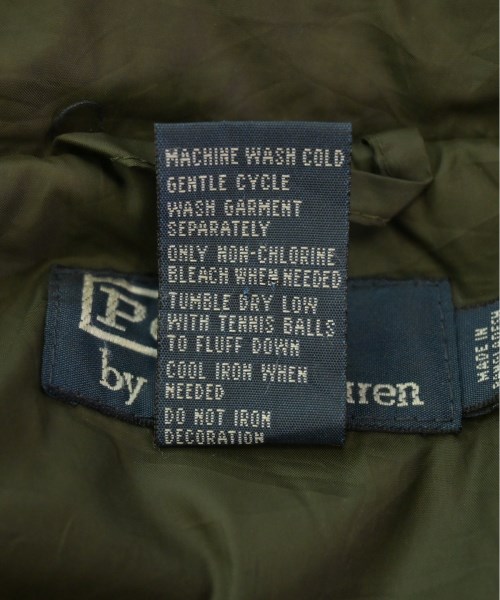 MACHINE WASH COLD
GENTLE CYCLE
WASH GARMENT
SEPARATELY
ONLY NON-CHLORINE
BLEACH WHEN NEEDED
TUMBLE DRY LOW
WITH TENNIS BALLS
TO FLUFF DOWN
COOL IRON WHEN
NEEDED
DO NOT IRON
DECORATION
by
MADE IN